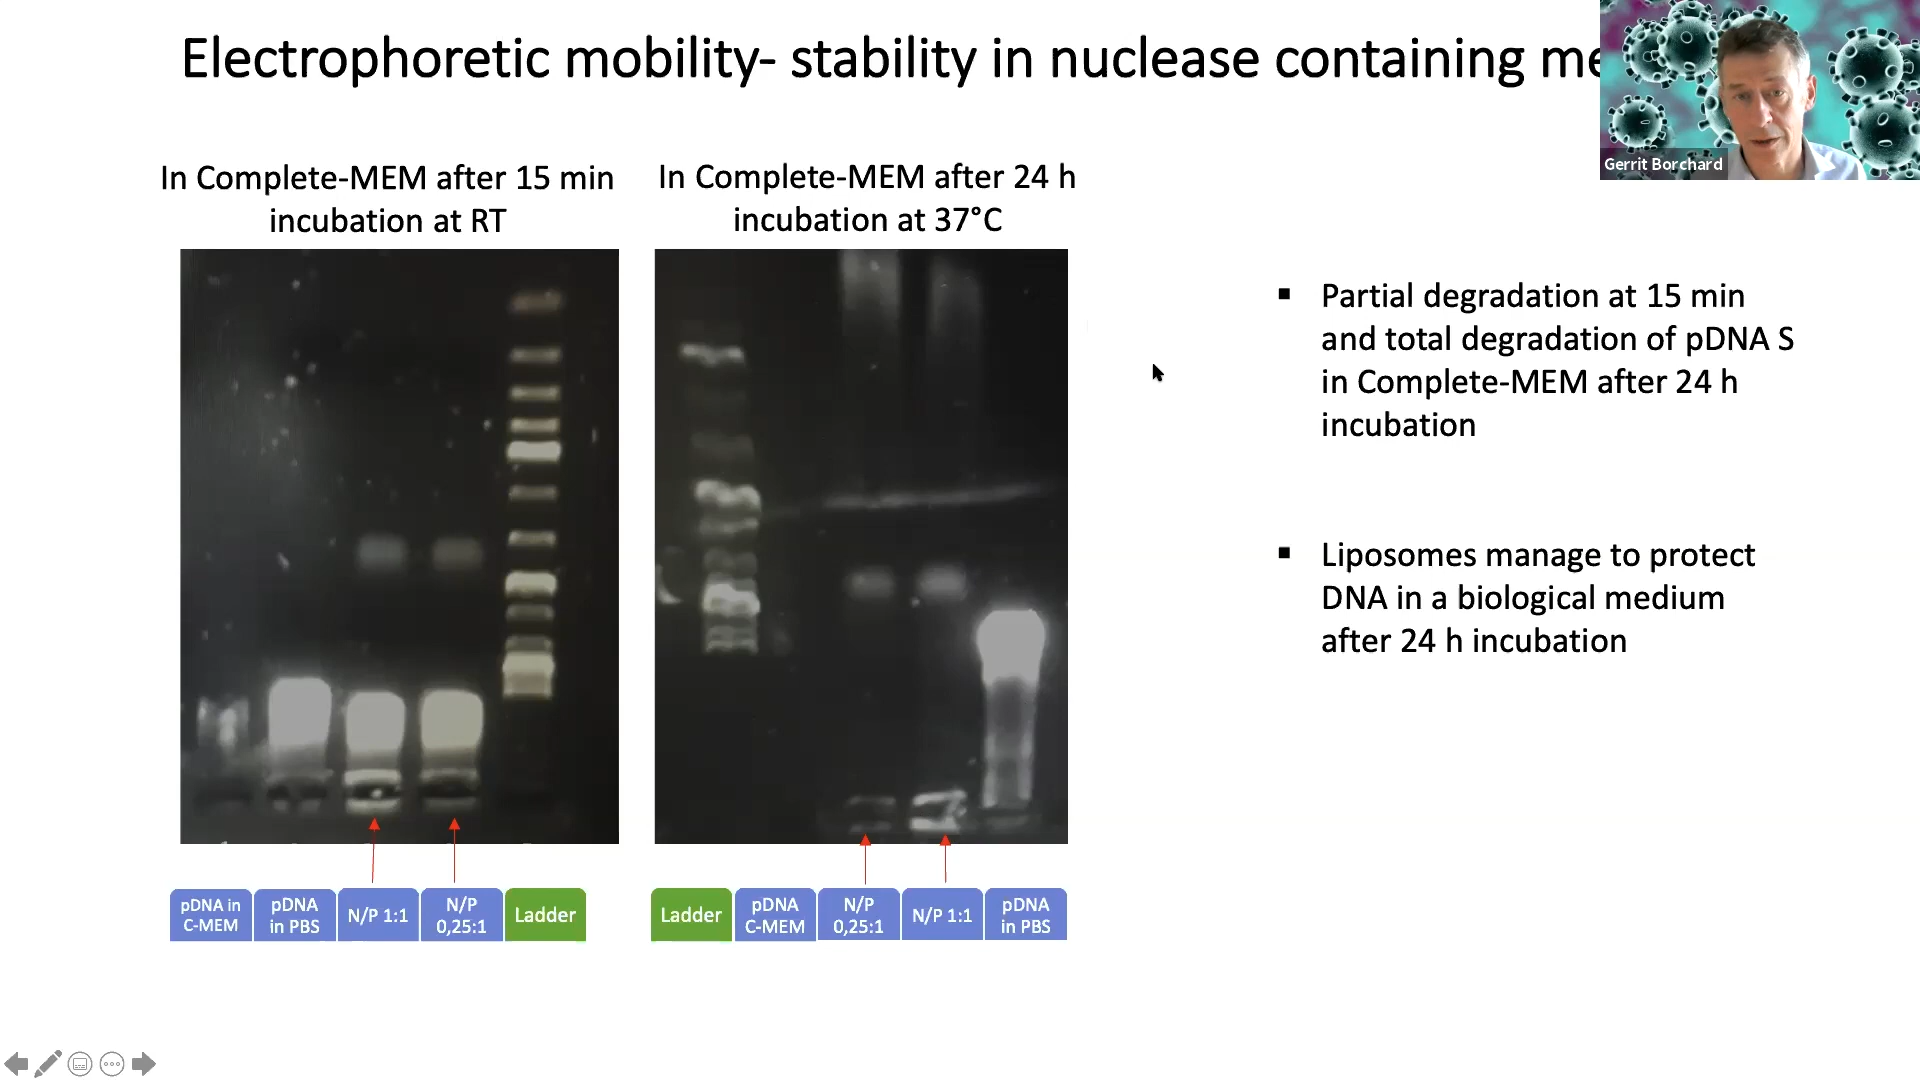 Electrophoretic mobility- stability in nuclease containing me
Gerrit Borchard
In Complete-MEM after 15 min
incubation at RT
In Complete-MEM after 24 h
incubation at 37°C
▪ Partial degradation at 15 min
and total degradation of pDNA S
in Complete-MEM after 24 h
incubation
▪ Liposomes manage to protect
DNA in a biological medium
after 24 h incubation
pDNA in
C-MEM
pDNA
in PBS
N/P 1:1
N/P
0,25:1
Ladder
Ladder
pDNA
C-MEM
N/P
0,25:1
N/P 1:1
pDNA
in PBS